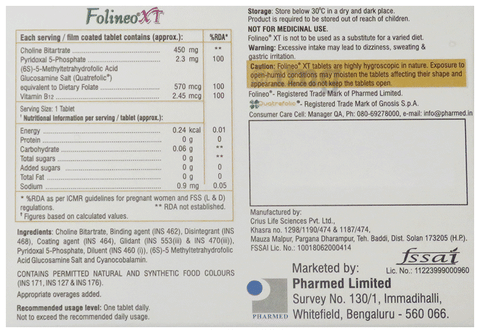 Folineo® XT
Each serving / film coated tablet contains (approx.): %RDA*
Choline Bitartrate 450 mg **
Pyridoxal 5-Phosphate 2.3 mg 100
(6S)-5-Methyltetrahydrofolic Acid
Glucosamine Salt (Quatrefolic®)
equivalent to Dietary Folate 570 mcg 100
Vitamin B12 2.45 mcg 100
Serving Size: 1 Tablet
† Nutritional Information per serving / tablet (approx.):
Energy 0.24 kcal 0.01
Protein 0 g 0
Carbohydrate 0.06 g **
Total sugars 0 g **
Added sugars 0 g 0
Total Fat 0 g 0
Sodium 0.9 mg 0.05
* %RDA as per ICMR guidelines for pregnant women and FSS (L & D)
regulations. ** RDA not established.
† Figures based on calculated values.
Ingredients: Choline Bitartrate, Binding agent (INS 462), Disintegrant (INS
468), Coating agent (INS 464), Glidant (INS 553(iii) & INS 470(iii)),
Pyridoxal 5-Phosphate, Diluent (INS 460 (i)), (6S)-5-Methyltetrahydrofolic
Acid Glucosamine Salt and Cyanocobalamin.
CONTAINS PERMITTED NATURAL AND SYNTHETIC FOOD COLOURS
(INS 171, INS 127 & INS 176).
Appropriate overages added.
Recommended usage level: One tablet daily.
Not to exceed the recommended daily usage.
Storage: Store below 30°C in a dry and dark place.
Product is required to be stored out of reach of children.
NOT FOR MEDICINAL USE.
Folineo® XT is not to be used as a substitute for a varied diet.
Warning: Excessive intake may lead to dizziness, sweating &
gastric irritation.
Caution: Folineo® XT tablets are highly hygroscopic in nature. Exposure to
open-humid conditions may moisten the tablets affecting their shape and
appearance. Hence do not keep the tablets open.
Folineo® - Registered Trade Mark of Pharmed Limited.
Quatrefolic® - Registered Trade Mark of Gnosis S.p.A.
Consumer Care Cell: Manager QA, Ph: 080-69278000, e-mail: info@pharmed.in
Manufactured by:
Crius Life Sciences Pvt. Ltd.,
Khasra no. 1298/1190/474 & 1187/474,
Mauza Malpur, Pargana Dharampur, Teh. Baddi, Dist. Solan 173205 (H.P.)
FSSAI Lic. No.: 10018062000414
fssai
Lic. No.: 11223999000960
Marketed by:
Pharmed Limited
Survey No. 130/1, Immadihalli,
Whitefield, Bengaluru - 560 066.
PHARMED